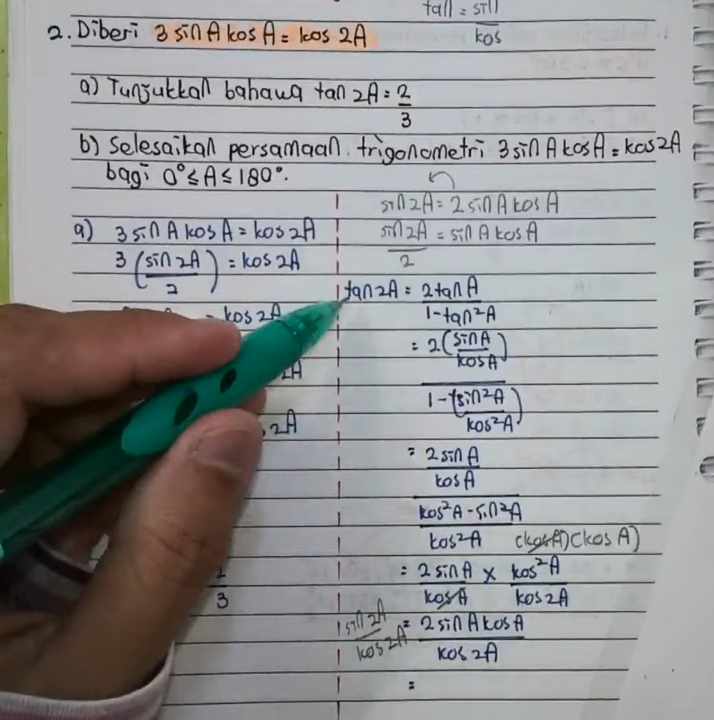 tan = sin
kos
2. Diberi 3 sin A kos A = kos 2A
a) Tunjukkan bahawa tan 2A = 2/3
b) Selesaikan persamaan trigonometri 3 sin A kos A = kos 2A
bagi 0° ≤ A ≤ 180°.
sin 2A = 2 sin A kos A
sin 2A / 2 = sin A kos A
a) 3 sin A kos A = kos 2A
3 (sin 2A / 2) = kos 2A
= kos 2A
2A
2A
3
tan 2A = 2 tan A / 1 - tan²A
= 2 (sin A / kos A)
1 - (sin²A / kos²A)
= 2 sin A / kos A
kos²A - sin²A / kos²A
(kos A)(kos A)
= 2 sin A / kos A × kos²A / kos 2A
sin 2A / kos 2A = 2 sin A kos A / kos 2A
=